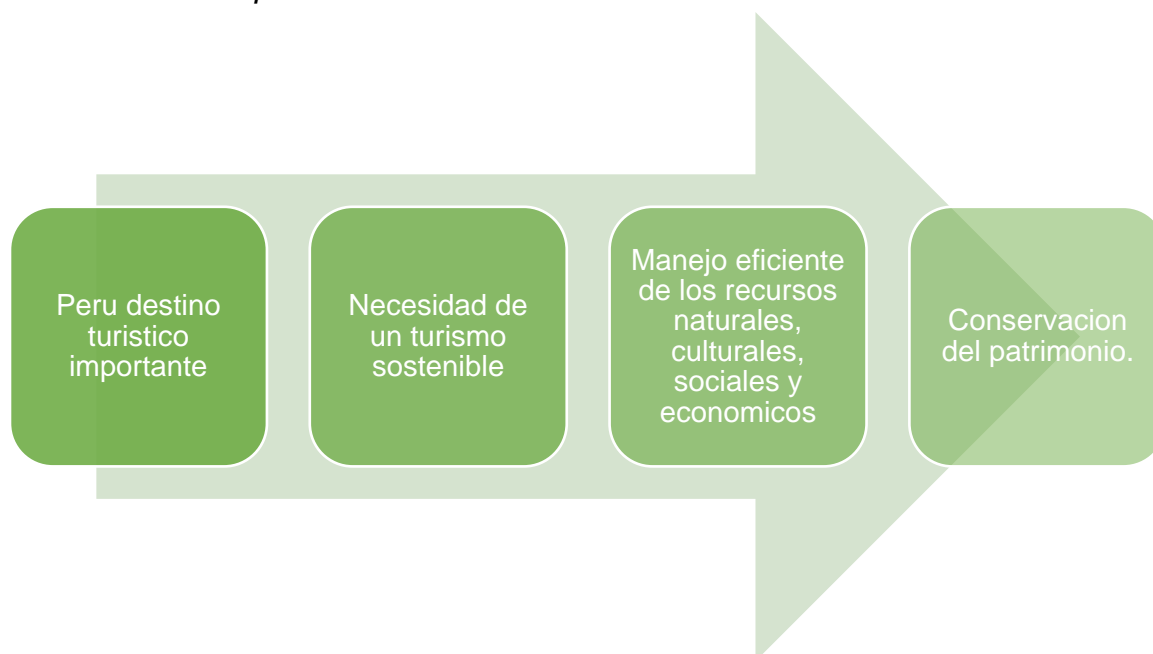 Peru destino
turistico
importante
Necesidad de
un turismo
sostenible
Manejo eficiente
de los recursos
naturales,
culturales,
sociales y
economicos
Conservacion
del patrimonio.